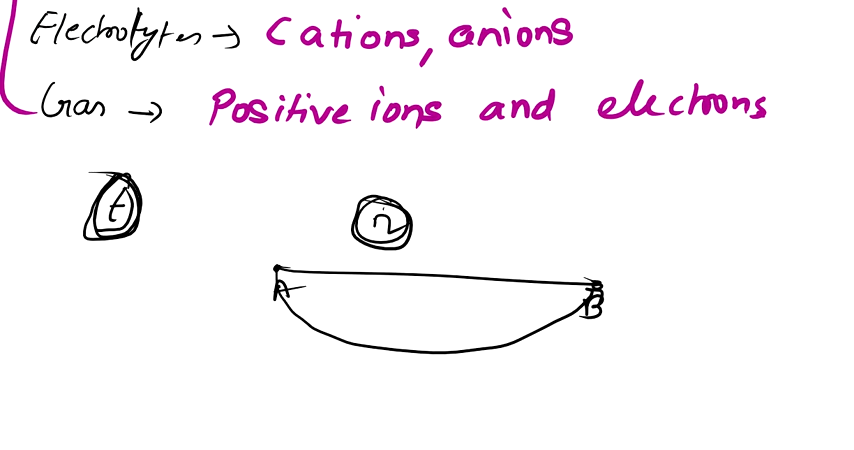 Electrolytes → Cations, anions
Gas → Positive ions and electrons
t
n
A
B